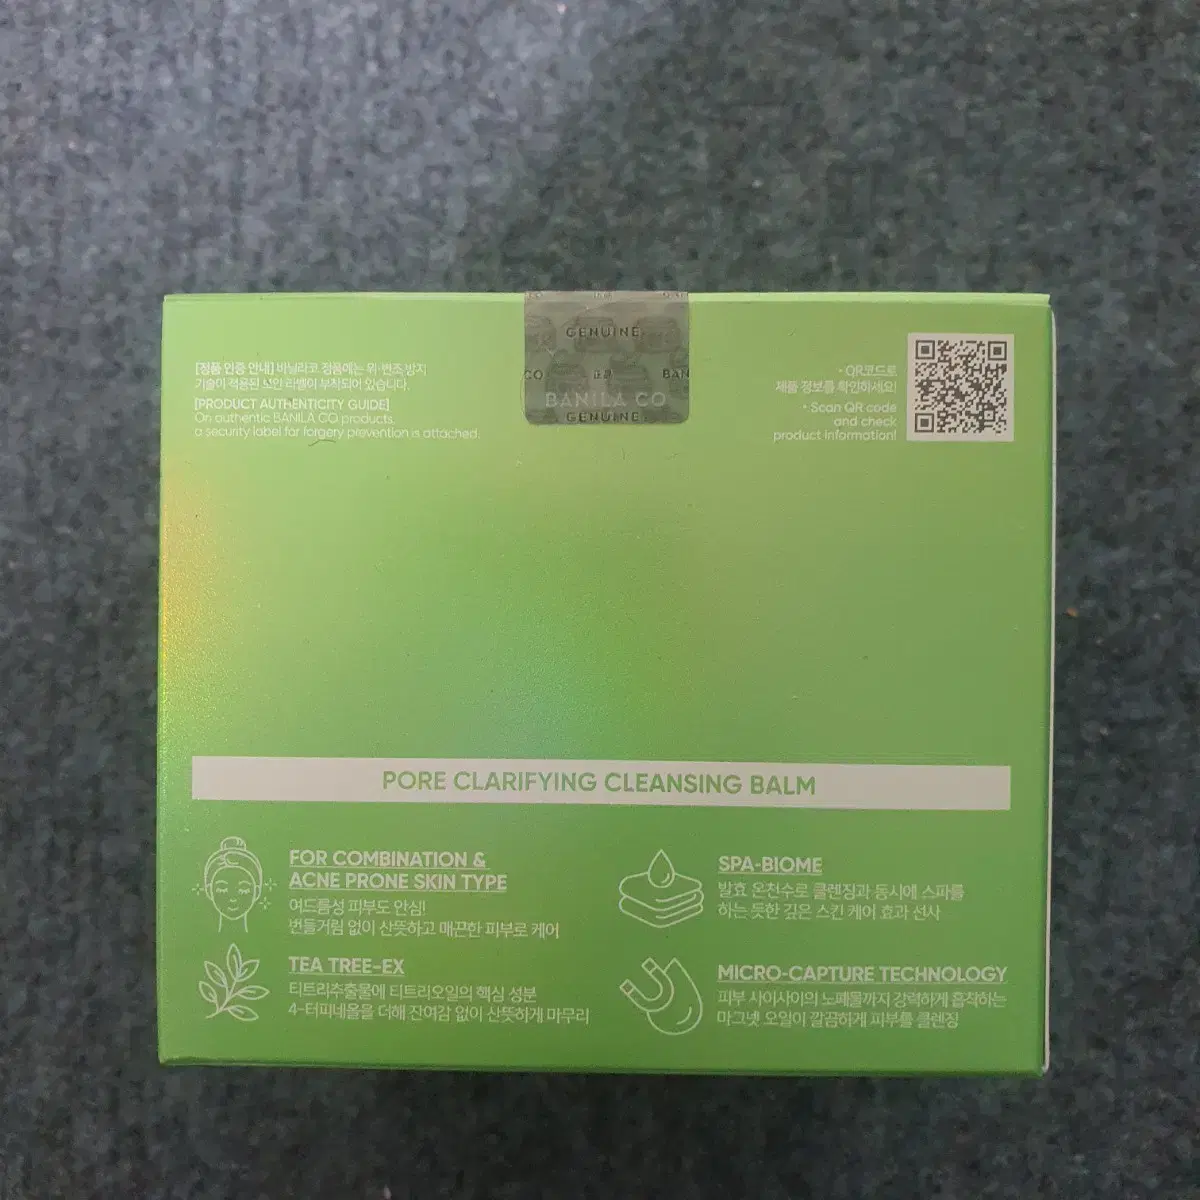 [정품 인증 안내] 바닐라코 정품에는 위·변조 방지
기술이 적용된 보안 라벨이 부착되어 있습니다.
[PRODUCT AUTHENTICITY GUIDE]
On authentic BANILA CO products,
a security label for forgery prevention is attached.
GENUINE
CO 正品 BAN
BANILA CO
GENUINE
• QR코드로
제품 정보를 확인하세요!
• Scan QR code
and check
product information!
PORE CLARIFYING CLEANSING BALM
FOR COMBINATION &
ACNE PRONE SKIN TYPE
여드름성 피부도 안심!
번들거림 없이 산뜻하고 매끈한 피부로 케어
TEA TREE-EX
티트리추출물에 티트리오일의 핵심 성분
4-터피네올을 더해 잔여감 없이 산뜻하게 마무리
SPA-BIOME
발효 온천수로 클렌징과 동시에 스파를
하는 듯한 깊은 스킨 케어 효과 선사
MICRO-CAPTURE TECHNOLOGY
피부 사이사이의 노폐물까지 강력하게 흡착하는
마그넷 오일이 깔끔하게 피부를 클렌징